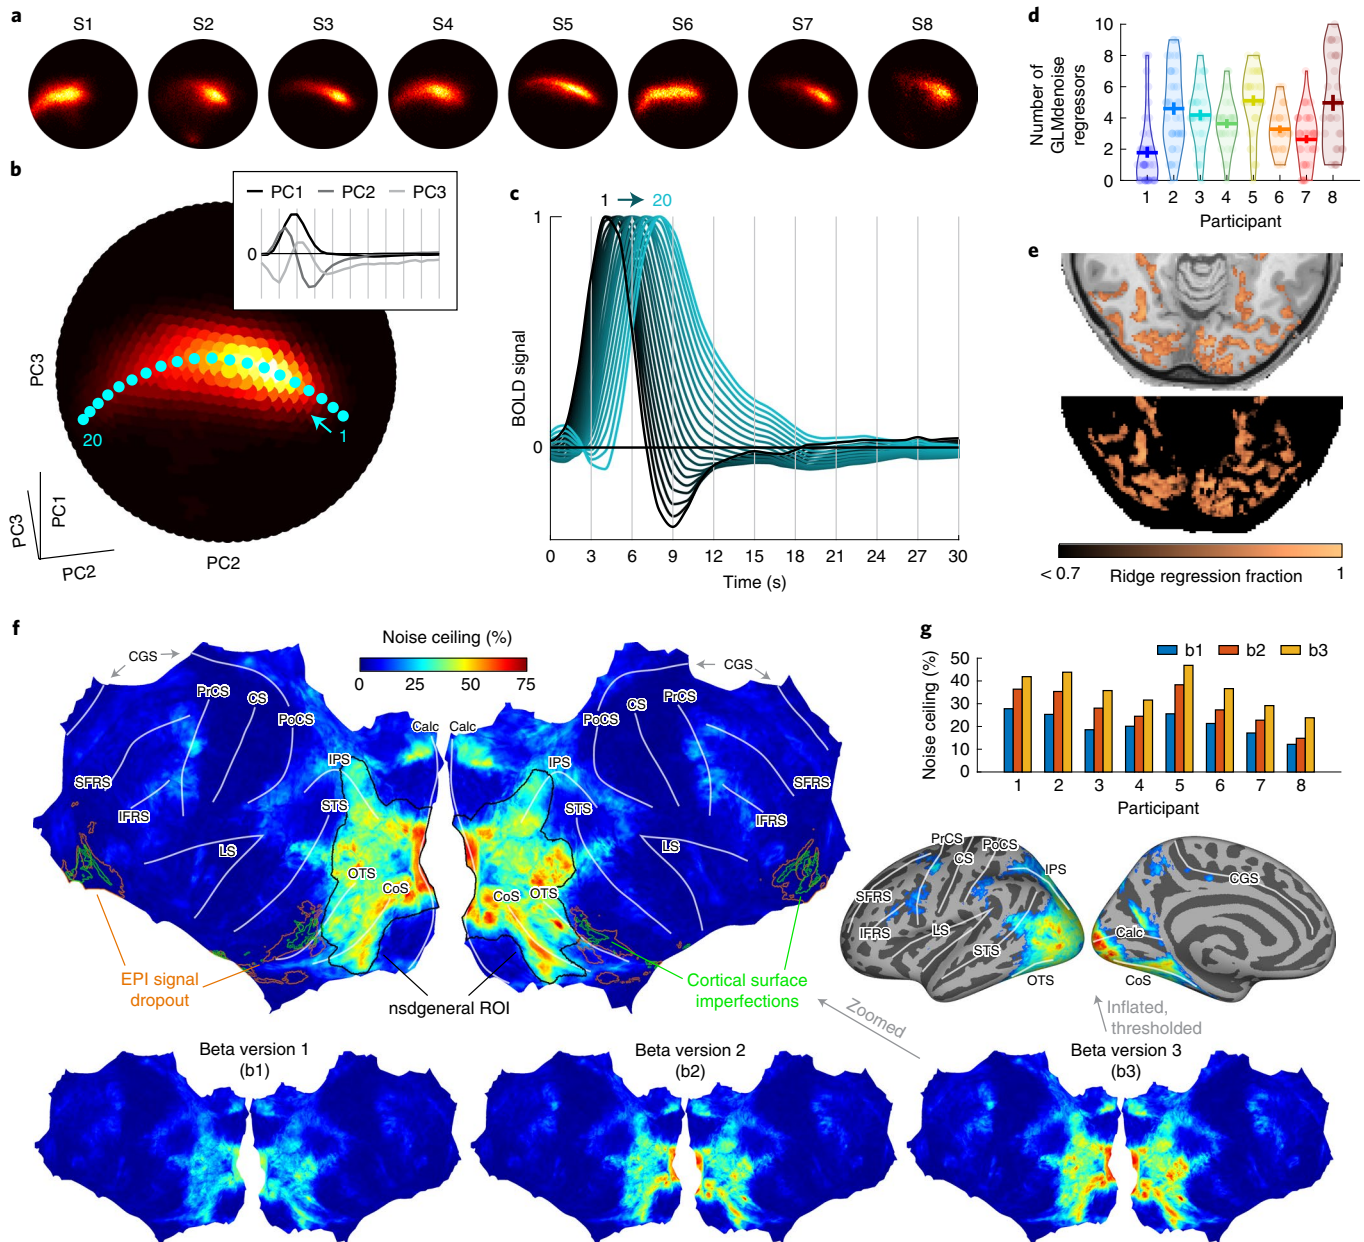 a
S1 S2 S3 S4 S5 S6 S7 S8
b
PC1 PC2 PC3
0
PC3
20
1
PC3
PC1
PC2
PC2
c
1 → 20
1
0
BOLD signal
0 3 6 9 12 15 18 21 24 27 30
Time (s)
d
10
8
6
4
2
0
Number of
GLMdenoise
regressors
1 2 3 4 5 6 7 8
Participant
e
< 0.7 Ridge regression fraction 1
f
Noise ceiling (%)
0 25 50 75
CGS
PrCS
CS
PoCS
SFRS
IFRS
LS
IPS
STS
OTS
CoS
Calc
Calc
CGS
PrCS
CS
PoCS
IPS
STS
SFRS
IFRS
LS
OTS
CoS
EPI signal
dropout
nsdgeneral ROI
Cortical surface
imperfections
g
b1 b2 b3
50
40
30
20
10
0
Noise ceiling (%)
1 2 3 4 5 6 7 8
Participant
PrCS
CS
PoCS
IPS
SFRS
IFRS
LS
STS
OTS
CGS
Calc
CoS
Zoomed
Inflated,
thresholded
Beta version 1
(b1)
Beta version 2
(b2)
Beta version 3
(b3)